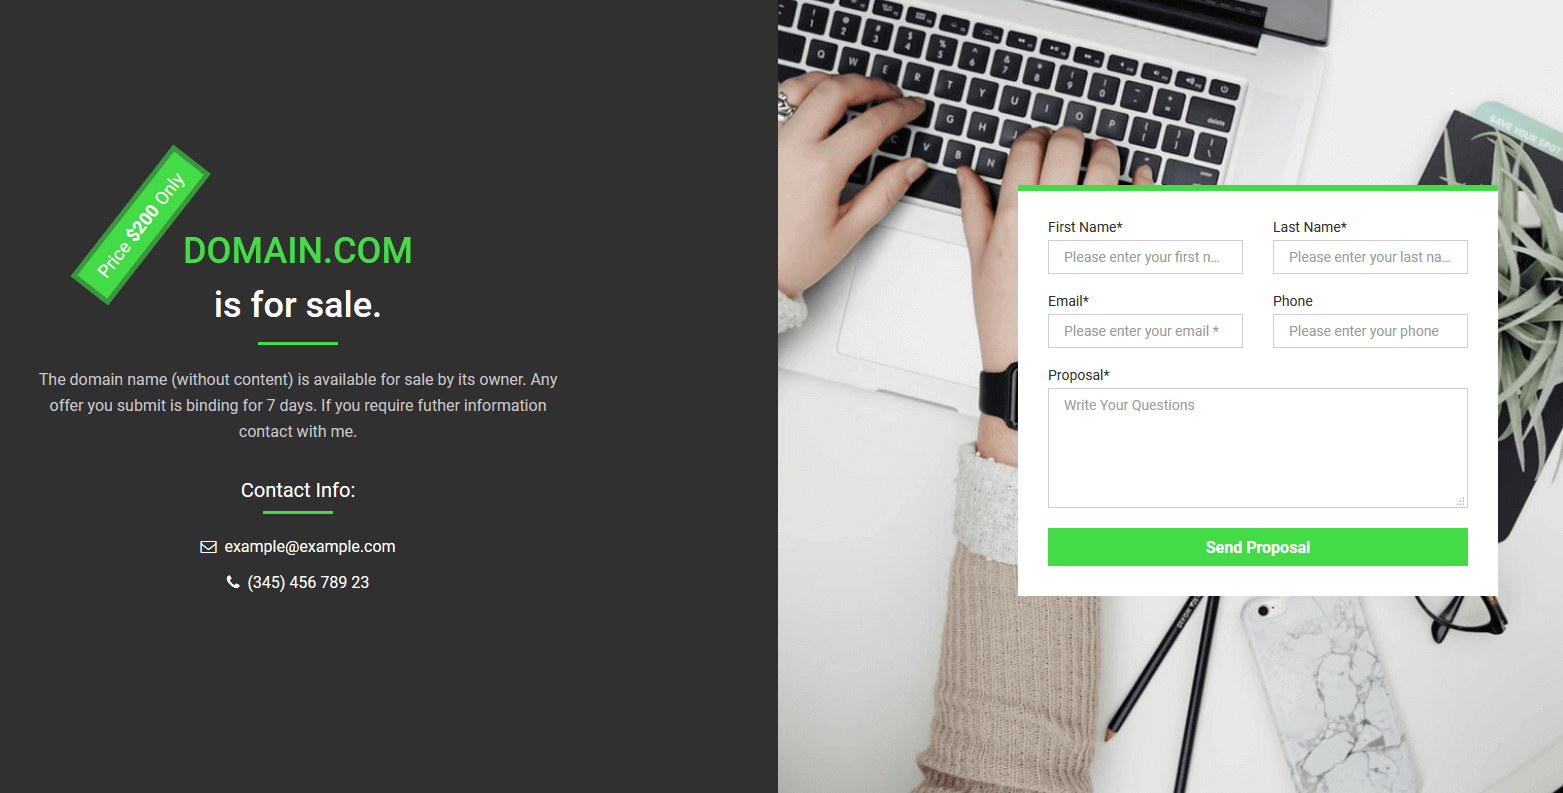 Price $200 Only
DOMAIN.COM
is for sale.
The domain name (without content) is available for sale by its owner. Any
offer you submit is binding for 7 days. If you require futher information
contact with me.
Contact Info:
example@example.com
(345) 456 789 23
SAVE YOUR SPOT
First Name*
Last Name*
Please enter your first n...
Please enter your last na...
Email*
Phone
Please enter your email *
Please enter your phone
Proposal*
Write Your Questions
Send Proposal